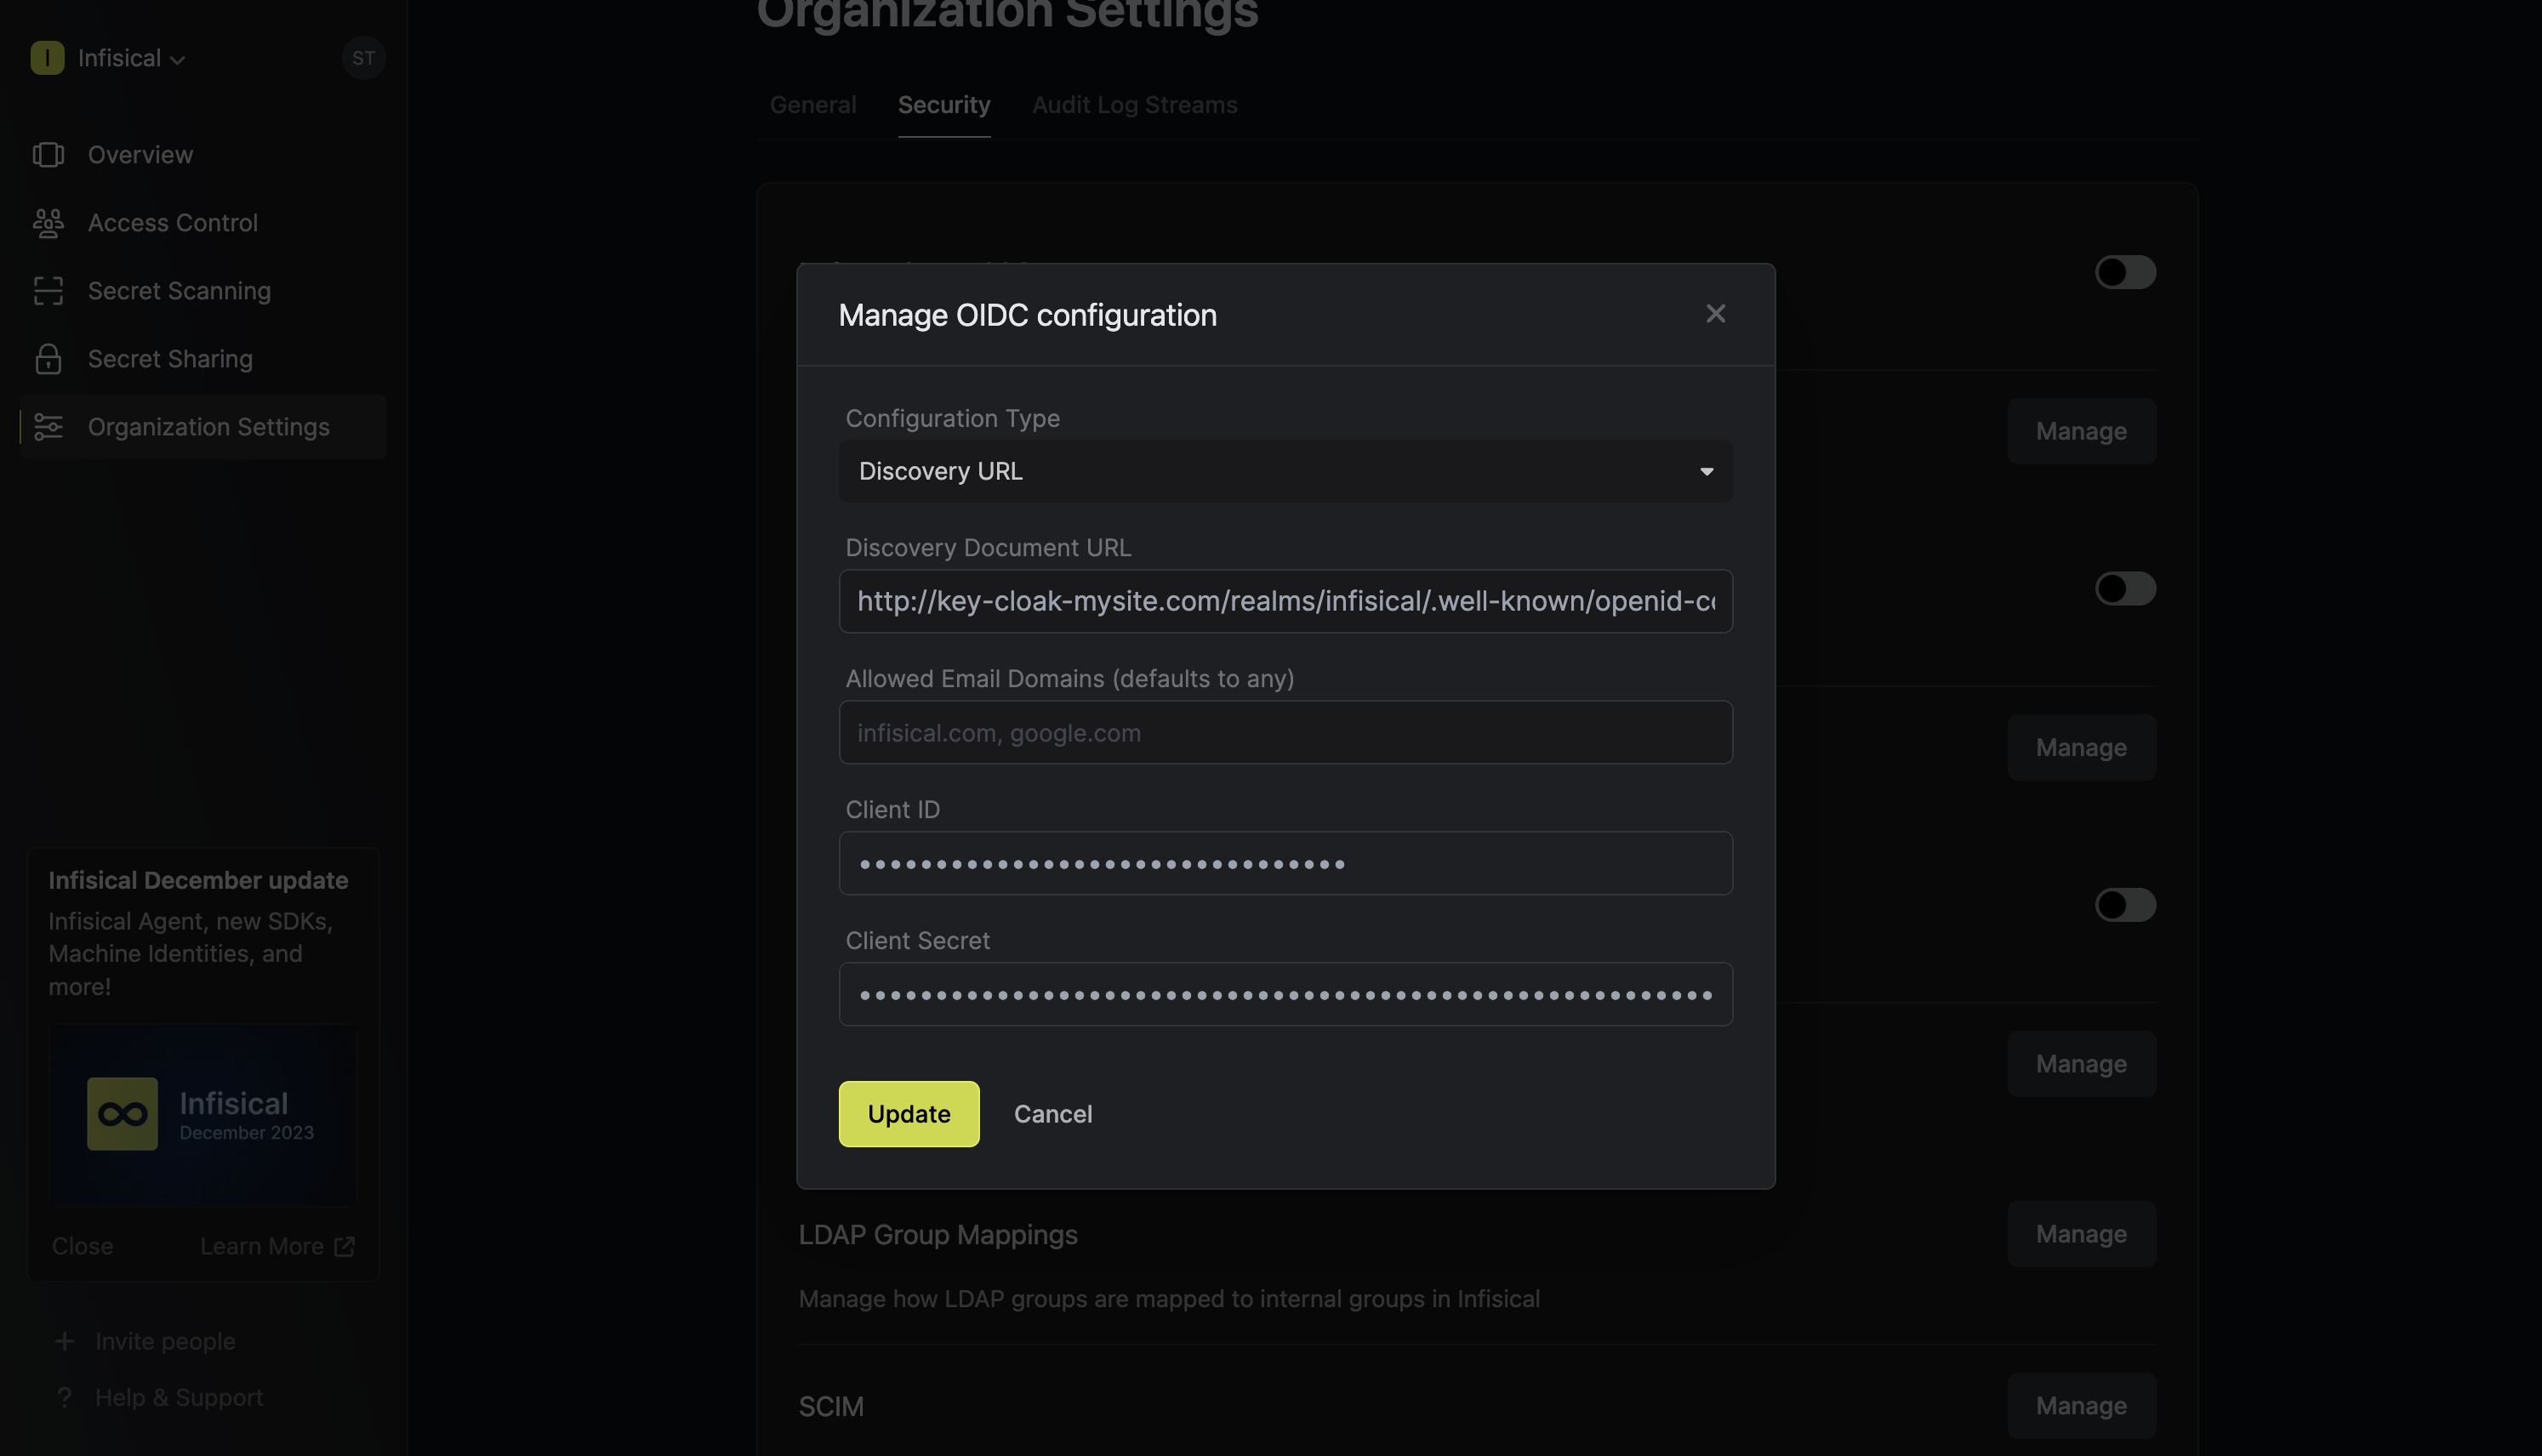 Organization Settings
I
Infisical
ST
General
Security
Audit Log Streams
Overview
Access Control
Secret Scanning
Secret Sharing
Organization Settings
Manage OIDC configuration
Configuration Type
Discovery URL
Manage
Discovery Document URL
http://key-cloak-mysite.com/realms/infisical/.well-known/openid-c
Allowed Email Domains (defaults to any)
infisical.com, google.com
Manage
Client ID
Client Secret
Manage
Update
Cancel
Infisical December update
Infisical Agent, new SDKs,
Machine Identities, and
more!
Infisical
December 2023
Close
Learn More
LDAP Group Mappings
Manage
Manage how LDAP groups are mapped to internal groups in Infisical
Invite people
? Help & Support
SCIM
Manage